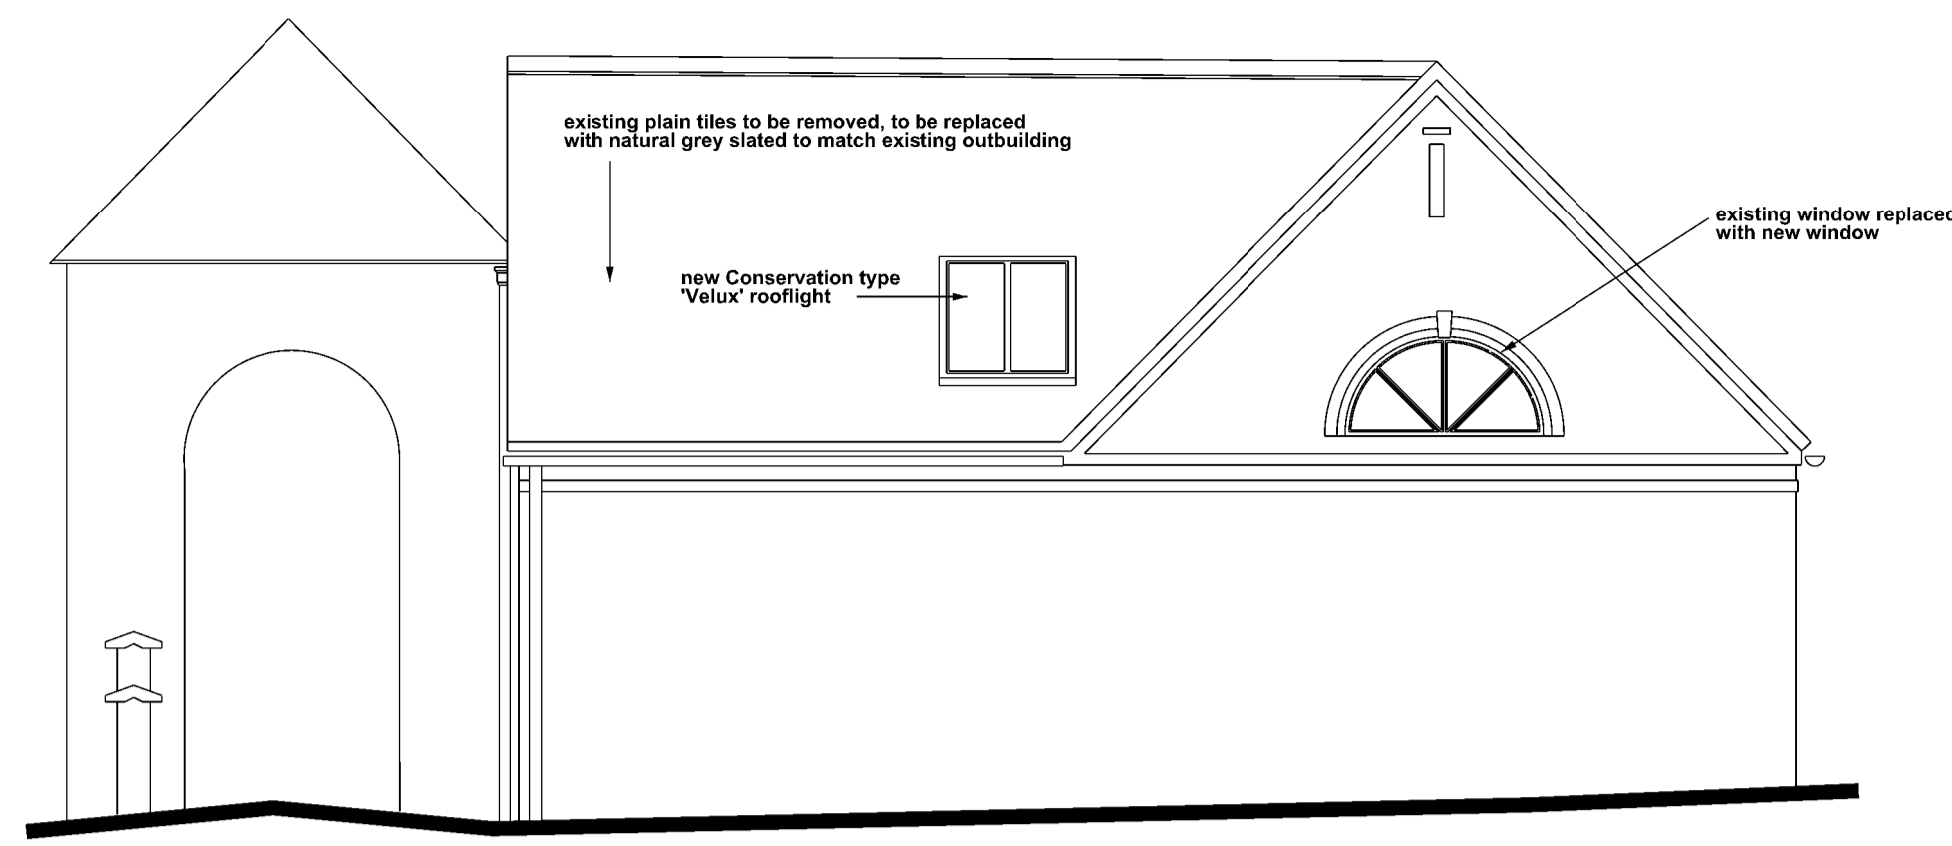 existing plain tiles to be removed, to be replaced
with natural grey slated to match existing outbuilding
new Conservation type
'Velux' rooflight
existing window replaced
with new window